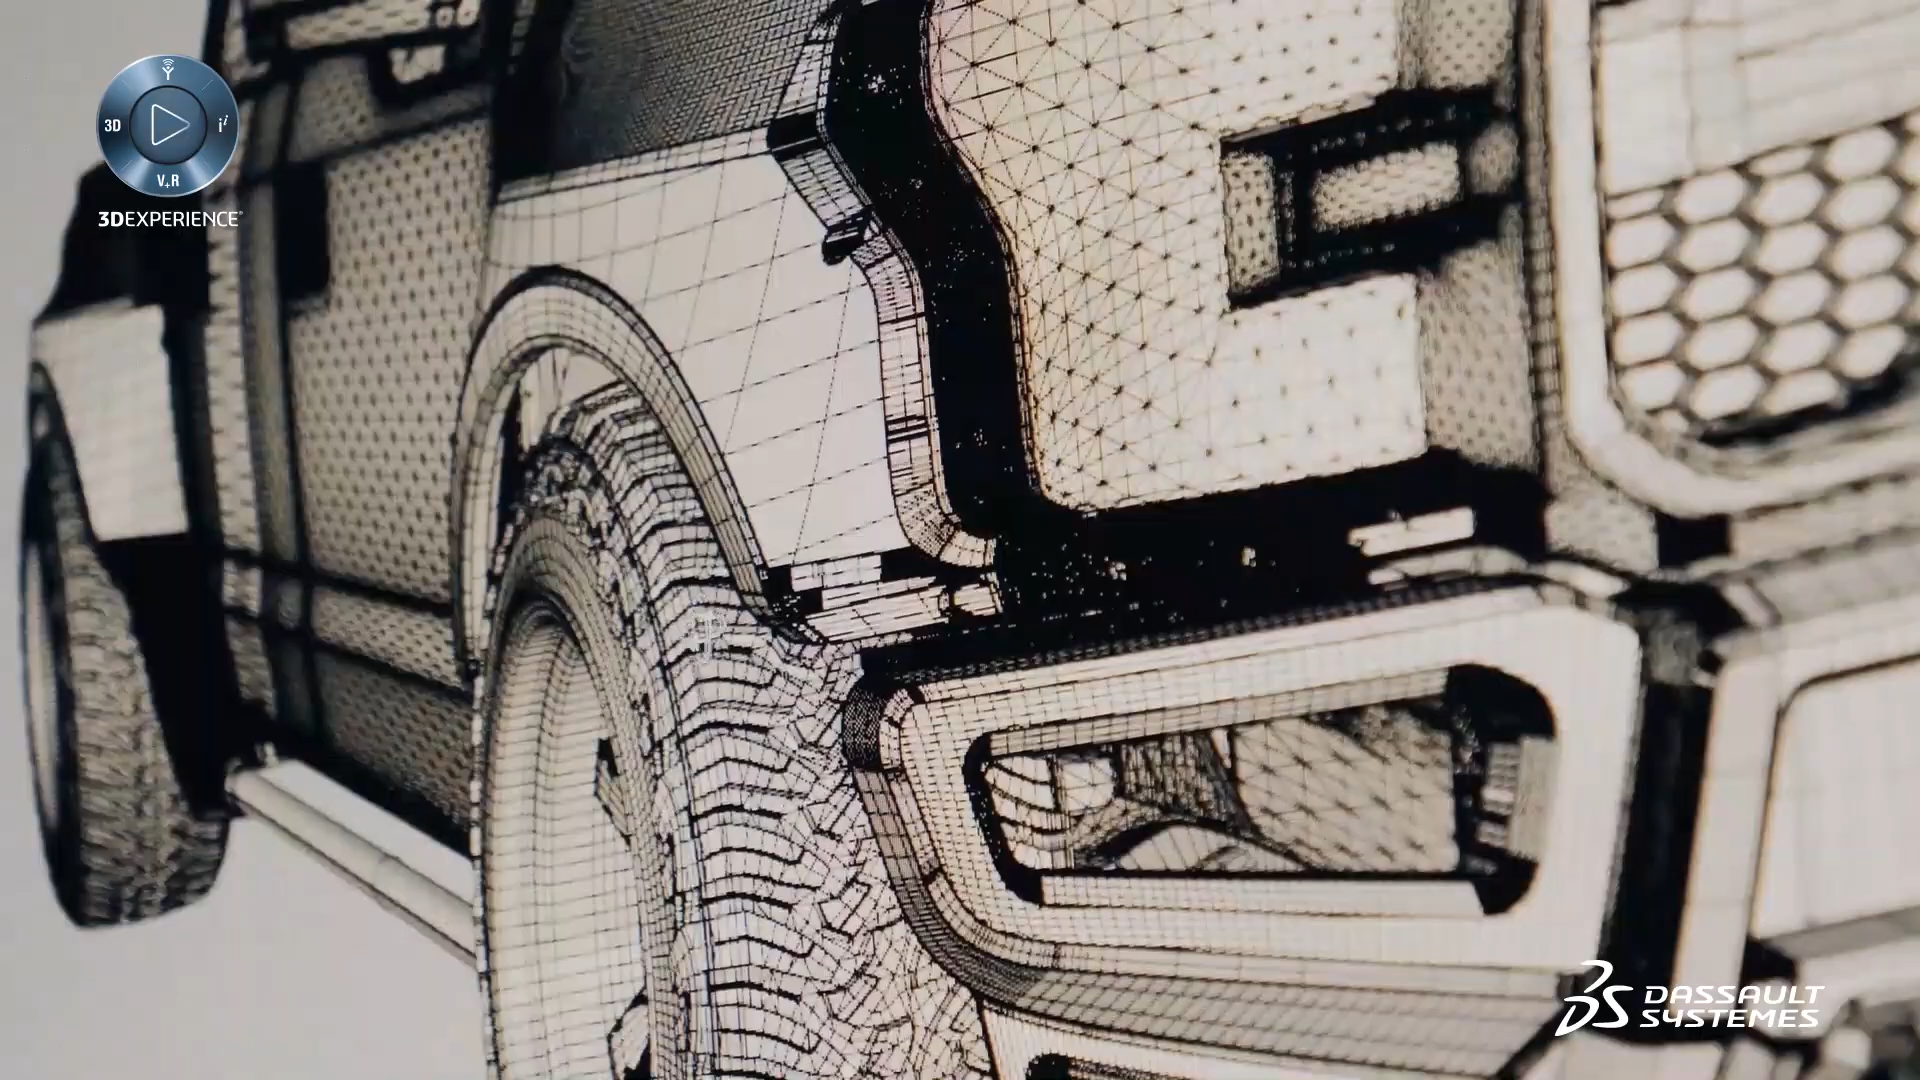 3D
i
V+R
3DEXPERIENCE
DASSAULT
SYSTEMES